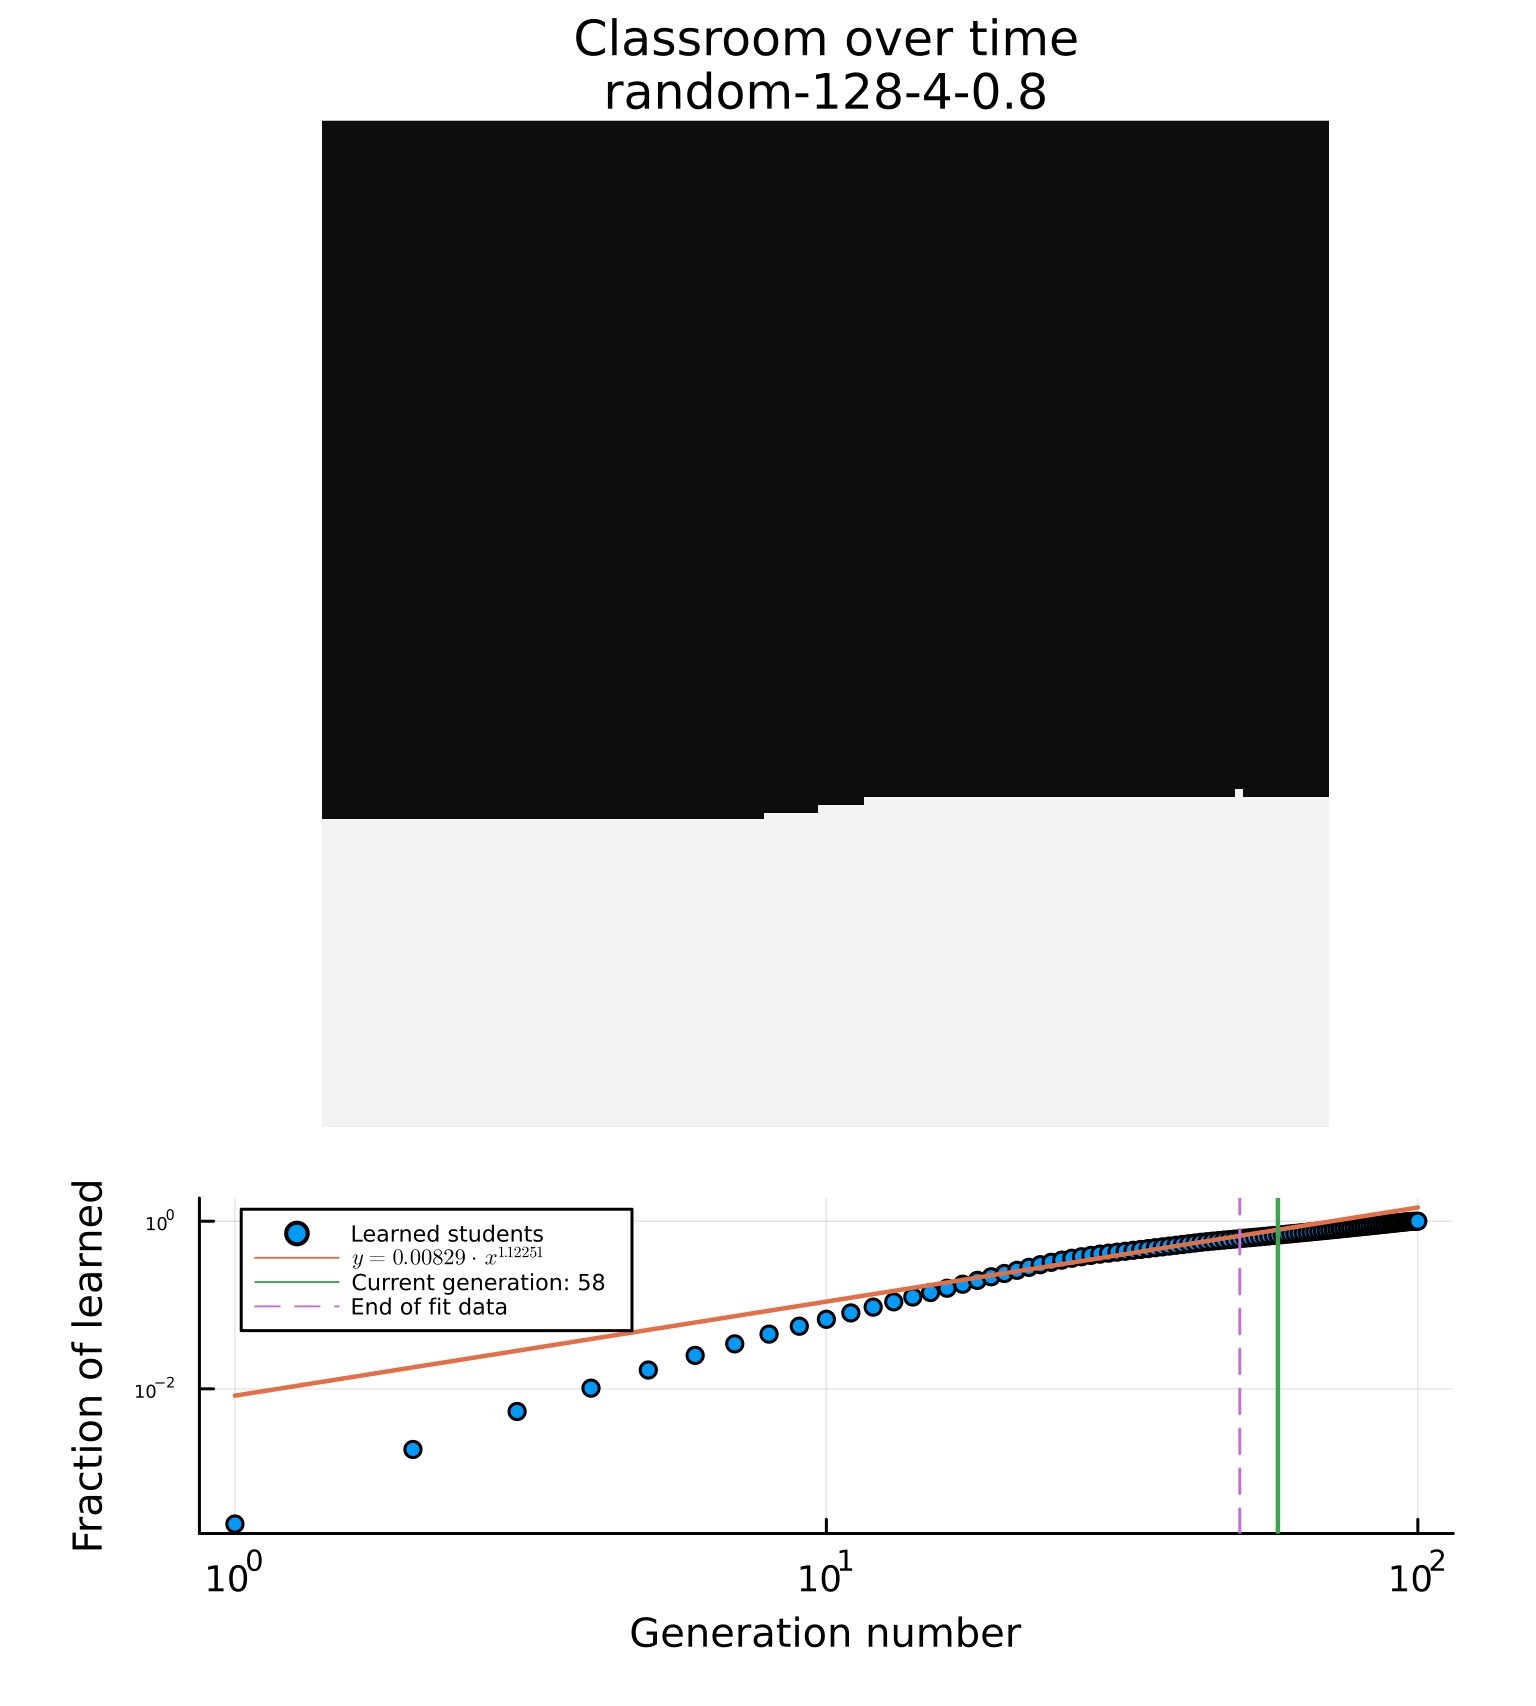 Classroom over time
random-128-4-0.8
Fraction of learned
10⁰
10⁻²
Learned students
y = 0.00829 · x^1.12251
Current generation: 58
End of fit data
10⁰ 10¹ 10²
Generation number